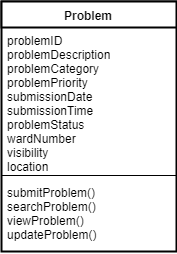 Problem
problemID
problemDescription
problemCategory
problemPriority
submissionDate
submissionTime
problemStatus
wardNumber
visibility
location
submitProblem()
searchProblem()
viewProblem()
updateProblem()